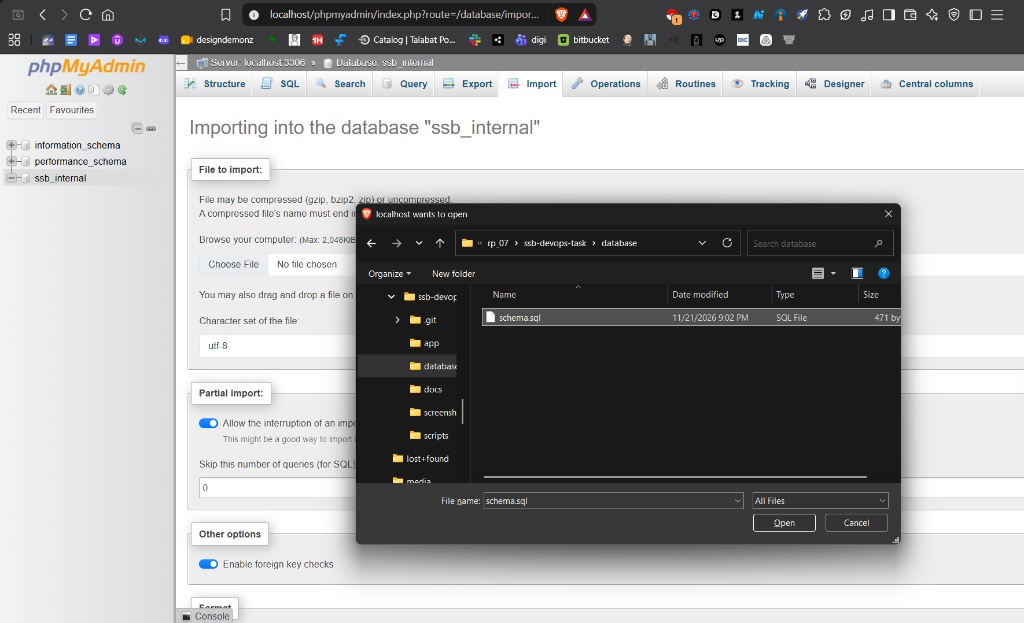 localhost/phpmyadmin/index.php?route=/database/impor...
designdemonz
Catalog | Talabat Po...
digi
bitbucket
phpMyAdmin
Recent
Favourites
information_schema
performance_schema
ssb_internal
Server: localhost:3306 » Database: ssb_internal
Structure
SQL
Search
Query
Export
Import
Operations
Routines
Tracking
Designer
Central columns
Importing into the database "ssb_internal"
File to import:
File may be compressed (gzip, bzip2, zip) or uncompressed.
A compressed file's name must end i
Browse your computer: (Max: 2,048KiB
Choose File
No file chosen
You may also drag and drop a file on
Character set of the file:
utf-8
Partial import:
Allow the interruption of an impo
This might be a good way to import
Skip this number of queries (for SQL)
0
Other options
Enable foreign key checks
Format
Console
localhost wants to open
« rp_07 › ssb-devops-task › database
Search database
Organize
New folder
ssb-devop
.git
app
database
docs
screensh
scripts
lost+found
media
Name
Date modified
Type
Size
schema.sql
11/21/2026 9:02 PM
SQL File
471 by
File name:
schema.sql
All Files
Open
Cancel